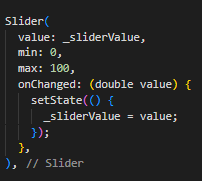 Slider(
  value: _sliderValue,
  min: 0,
  max: 100,
  onChanged: (double value) {
    setState(() {
      _sliderValue = value;
    });
  },
), // Slider